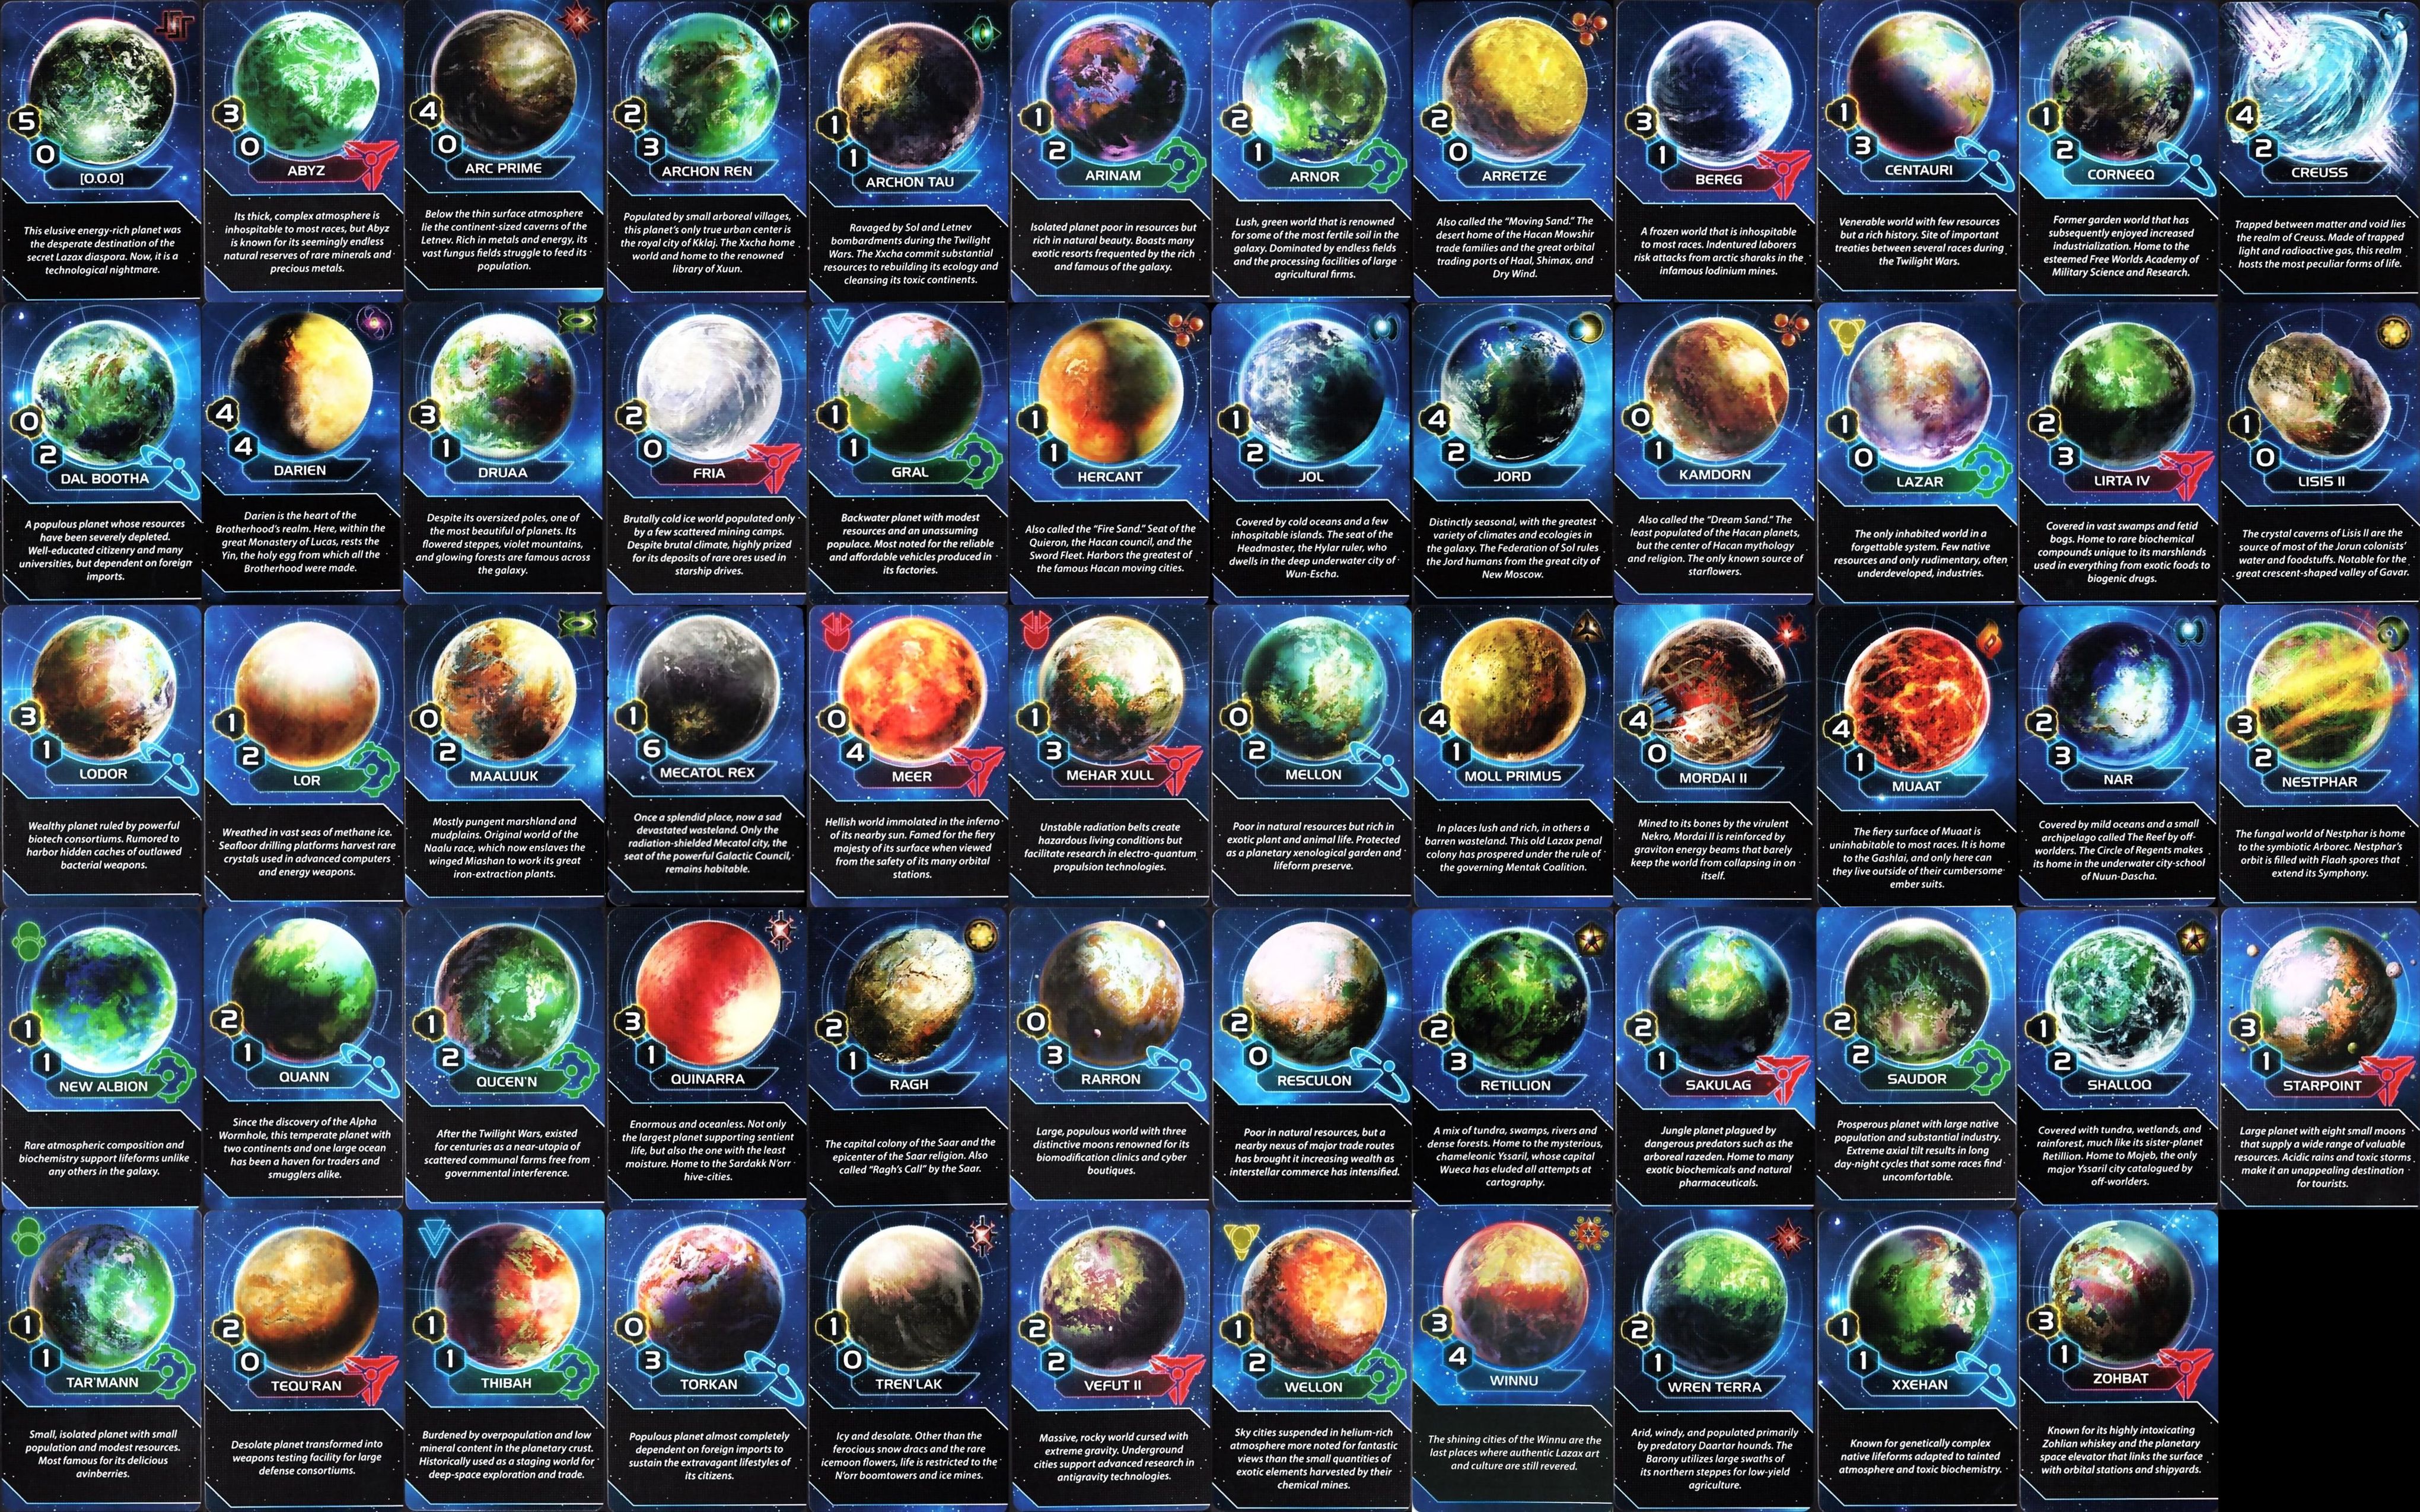 5
0
[0.0.0]
This elusive energy-rich planet was
the desperate destination of the
secret Lazax diaspora. Now, it is a
technological nightmare.
3
0
ABYZ
Its thick, complex atmosphere is
inhospitable to most races, but Abyz
is known for its seemingly endless
natural reserves of rare minerals and
precious metals.
4
0
ARC PRIME
Below the thin surface atmosphere
lie the continent-sized caverns of the
Letnev. Rich in metals and energy, its
vast fungus fields struggle to feed its
population.
2
3
ARCHON REN
Populated by small arboreal villages,
this planet's only true urban center is
the royal city of Kklaj. The Xxcha home
world and home to the renowned
library of Xuun.
1
1
ARCHON TAU
Ravaged by Sol and Letnev
bombardments during the Twilight
Wars. The Xxcha commit substantial
resources to rebuilding its ecology and
cleansing its toxic continents.
1
2
ARINAM
Isolated planet poor in resources but
rich in natural beauty. Boasts many
exotic resorts frequented by the rich
and famous of the galaxy.
2
1
ARNOR
Lush, green world that is renowned
for some of the most fertile soil in the
galaxy. Dominated by endless fields
and the processing facilities of large
agricultural firms.
2
0
ARRETZE
Also called the "Moving Sand." The
desert home of the Hacan Mowshir
trade families and the great orbital
trading ports of Haal, Shimax, and
Dry Wind.
3
1
BEREG
A frozen world that is inhospitable
to most races. Indentured laborers
risk attacks from arctic sharaks in the
infamous lodinium mines.
1
3
CENTAURI
Venerable world with few resources
but a rich history. Site of important
treaties between several races during
the Twilight Wars.
1
2
CORNEEQ
Former garden world that has
subsequently enjoyed increased
industrialization. Home to the
esteemed Free Worlds Academy of
Military Science and Research.
4
2
CREUSS
Trapped between matter and void lies
the realm of Creuss. Made of trapped
light and radioactive gas, this realm
hosts the most peculiar forms of life.
0
2
DAL BOOTHA
A populous planet whose resources
have been severely depleted.
Well-educated citizenry and many
universities, but dependent on foreign
imports.
4
4
DARIEN
Darien is the heart of the
Brotherhood's realm. Here, within the
great Monastery of Lucas, rests the
Yin, the holy egg from which all the
Brotherhood were made.
3
1
DRUAA
Despite its oversized poles, one of
the most beautiful of planets. Its
flowered steppes, violet mountains,
and glowing forests are famous across
the galaxy.
2
0
FRIA
Brutally cold ice world populated only
by a few scattered mining camps.
Despite brutal climate, highly prized
for its deposits of rare ores used in
starship drives.
1
1
GRAL
Backwater planet with modest
resources and an unassuming
populace. Most noted for the reliable
and affordable vehicles produced in
its factories.
1
1
HERCANT
Also called the "Fire Sand." Seat of the
Quieron, the Hacan council, and the
Sword Fleet. Harbors the greatest of
the famous Hacan moving cities.
1
2
JOL
Covered by cold oceans and a few
inhospitable islands. The seat of the
Headmaster, the Hylar ruler, who
dwells in the deep underwater city of
Wun-Escha.
4
2
JORD
Distinctly seasonal, with the greatest
variety of climates and ecologies in
the galaxy. The Federation of Sol rules
the Jord humans from the great city of
New Moscow.
0
1
KAMDORN
Also called the "Dream Sand." The
least populated of the Hacan planets,
but the center of Hacan mythology
and religion. The only known source of
starflowers.
1
0
LAZAR
The only inhabited world in a
forgettable system. Few native
resources and only rudimentary, often
underdeveloped, industries.
2
3
LIRTA IV
Covered in vast swamps and fetid
bogs. Home to rare biochemical
compounds unique to its marshlands
used in everything from exotic foods to
biogenic drugs.
1
0
LISIS II
The crystal caverns of Lisis II are the
source of most of the Jorun colonists'
water and foodstuffs. Notable for the
great crescent-shaped valley of Gavar.
3
1
LODOR
Wealthy planet ruled by powerful
biotech consortiums. Rumored to
harbor hidden caches of outlawed
bacterial weapons.
1
2
LOR
Wreathed in vast seas of methane ice.
Seafloor drilling platforms harvest rare
crystals used in advanced computers
and energy weapons.
0
2
MAALUUK
Mostly pungent marshland and
mudplains. Original world of the
Naalu race, which now enslaves the
winged Miashan to work its great
iron-extraction plants.
1
6
MECATOL REX
Once a splendid place, now a sad
devastated wasteland. Only the
radiation-shielded Mecatol city, the
seat of the powerful Galactic Council,
remains habitable.
0
4
MEER
Hellish world immolated in the inferno
of its nearby sun. Famed for the fiery
majesty of its surface when viewed
from the safety of its many orbital
stations.
1
3
MEHAR XULL
Unstable radiation belts create
hazardous living conditions but
facilitate research in electro-quantum
propulsion technologies.
0
2
MELLON
Poor in natural resources but rich in
exotic plant and animal life. Protected
as a planetary xenological garden and
lifeform preserve.
4
1
MOLL PRIMUS
In places lush and rich, in others a
barren wasteland. This old Lazax penal
colony has prospered under the rule of
the governing Mentak Coalition.
4
0
MORDAI II
Mined to its bones by the virulent
Nekro, Mordai II is reinforced by
graviton energy beams that barely
keep the world from collapsing in on
itself.
4
1
MUAAT
The fiery surface of Muaat is
uninhabitable to most races. It is home
to the Gashlai, and only here can
they live outside of their cumbersome
ember suits.
2
3
NAR
Covered by mild oceans and a small
archipelago called The Reef by off-
worlders. The Circle of Regents makes
its home in the underwater city-school
of Nuun-Dascha.
3
2
NESTPHAR
The fungal world of Nestphar is home
to the symbiotic Arborec. Nestphar's
orbit is filled with Flaah spores that
extend its Symphony.
1
1
NEW ALBION
Rare atmospheric composition and
biochemistry support lifeforms unlike
any others in the galaxy.
2
1
QUANN
Since the discovery of the Alpha
Wormhole, this temperate planet with
two continents and one large ocean
has been a haven for traders and
smugglers alike.
1
2
QUCEN'N
After the Twilight Wars, existed
for centuries as a near-utopia of
scattered communal farms free from
governmental interference.
3
1
QUINARRA
Enormous and oceanless. Not only
the largest planet supporting sentient
life, but also the one with the least
moisture. Home to the Sardakk N'orr
hive-cities.
2
1
RAGH
The capital colony of the Saar and the
epicenter of the Saar religion. Also
called "Ragh's Call" by the Saar.
0
3
RARRON
Large, populous world with three
distinctive moons renowned for its
biomodification clinics and cyber
boutiques.
2
0
RESCULON
Poor in natural resources, but a
nearby nexus of major trade routes
has brought it increasing wealth as
interstellar commerce has intensified.
2
3
RETILLION
A mix of tundra, swamps, rivers and
dense forests. Home to the mysterious,
chameleonic Yssaril, whose capital
Wueca has eluded all attempts at
cartography.
2
1
SAKULAG
Jungle planet plagued by
dangerous predators such as the
arboreal razeden. Home to many
exotic biochemicals and natural
pharmaceuticals.
2
2
SAUDOR
Prosperous planet with large native
population and substantial industry.
Extreme axial tilt results in long
day-night cycles that some races find
uncomfortable.
1
2
SHALLOQ
Covered with tundra, wetlands, and
rainforest, much like its sister-planet
Retillion. Home to Mojeb, the only
major Yssaril city catalogued by
off-worlders.
3
1
STARPOINT
Large planet with eight small moons
that supply a wide range of valuable
resources. Acidic rains and toxic storms
make it an unappealing destination
for tourists.
1
1
TAR'MANN
Small, isolated planet with small
population and modest resources.
Most famous for its delicious
avinberries.
2
0
TEQU'RAN
Desolate planet transformed into
weapons testing facility for large
defense consortiums.
1
1
THIBAH
Burdened by overpopulation and low
mineral content in the planetary crust.
Historically used as a staging world for
deep-space exploration and trade.
0
3
TORKAN
Populous planet almost completely
dependent on foreign imports to
sustain the extravagant lifestyles of
its citizens.
1
0
TREN'LAK
Icy and desolate. Other than the
ferocious snow dracs and the rare
icemoon flowers, life is restricted to the
N'orr boomtowns and ice mines.
2
2
VEFUT II
Massive, rocky world cursed with
extreme gravity. Underground
cities support advanced research in
antigravity technologies.
1
2
WELLON
Sky cities suspended in helium-rich
atmosphere more noted for fantastic
views than the small quantities of
exotic elements harvested by their
chemical mines.
3
4
WINNU
The shining cities of the Winnu are the
last places where authentic Lazax art
and culture are still revered.
2
1
WREN TERRA
Arid, windy, and populated primarily
by predatory Daartar hounds. The
Barony utilizes large swaths of
its northern steppes for low-yield
agriculture.
1
1
XXEHAN
Known for genetically complex
native lifeforms adapted to tainted
atmosphere and toxic biochemistry.
3
1
ZOHBAT
Known for its highly intoxicating
Zohlian whiskey and the planetary
space elevator that links the surface
with orbital stations and shipyards.